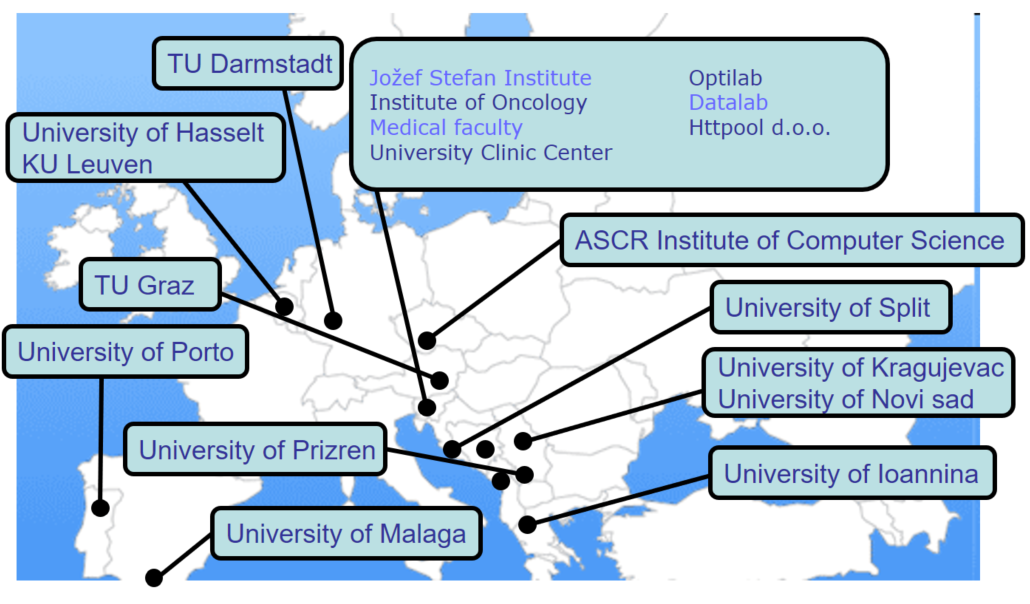 TU Darmstadt
Jožef Stefan Institute
Institute of Oncology
Medical faculty
University Clinic Center
Optilab
Datalab
Httpool d.o.o.
University of Hasselt
KU Leuven
ASCR Institute of Computer Science
TU Graz
University of Split
University of Porto
University of Kragujevac
University of Novi sad
University of Prizren
University of Ioannina
University of Malaga